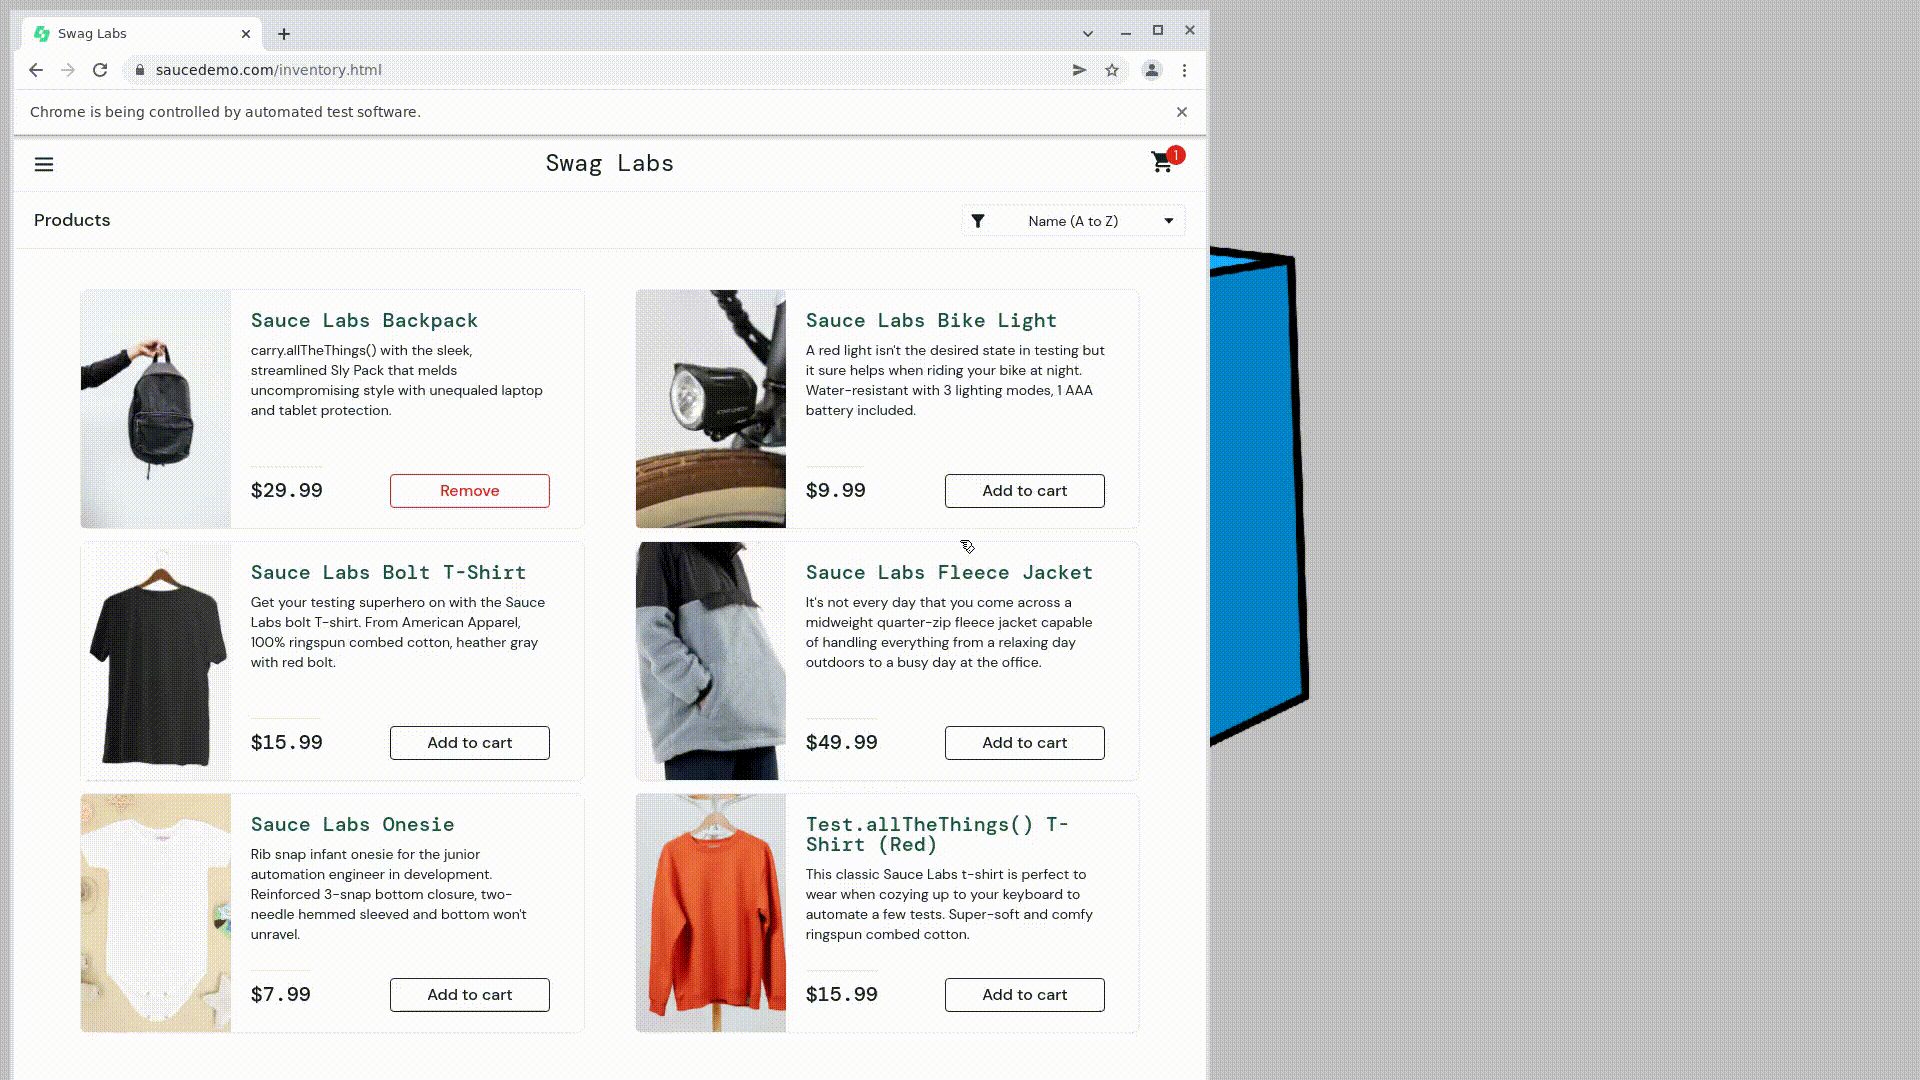 Swag Labs
saucedemo.com/inventory.html
Chrome is being controlled by automated test software.
Swag Labs
1
Products
Name (A to Z)
Sauce Labs Backpack
carry.allTheThings() with the sleek,
streamlined Sly Pack that melds
uncompromising style with unequaled laptop
and tablet protection.
$29.99
Remove
Sauce Labs Bike Light
A red light isn't the desired state in testing but
it sure helps when riding your bike at night.
Water-resistant with 3 lighting modes, 1 AAA
battery included.
$9.99
Add to cart
Sauce Labs Bolt T-Shirt
Get your testing superhero on with the Sauce
Labs bolt T-shirt. From American Apparel,
100% ringspun combed cotton, heather gray
with red bolt.
$15.99
Add to cart
Sauce Labs Fleece Jacket
It's not every day that you come across a
midweight quarter-zip fleece jacket capable
of handling everything from a relaxing day
outdoors to a busy day at the office.
$49.99
Add to cart
Sauce Labs Onesie
Rib snap infant onesie for the junior
automation engineer in development.
Reinforced 3-snap bottom closure, two-
needle hemmed sleeved and bottom won't
unravel.
$7.99
Add to cart
Test.allTheThings() T-
Shirt (Red)
This classic Sauce Labs t-shirt is perfect to
wear when cozying up to your keyboard to
automate a few tests. Super-soft and comfy
ringspun combed cotton.
$15.99
Add to cart